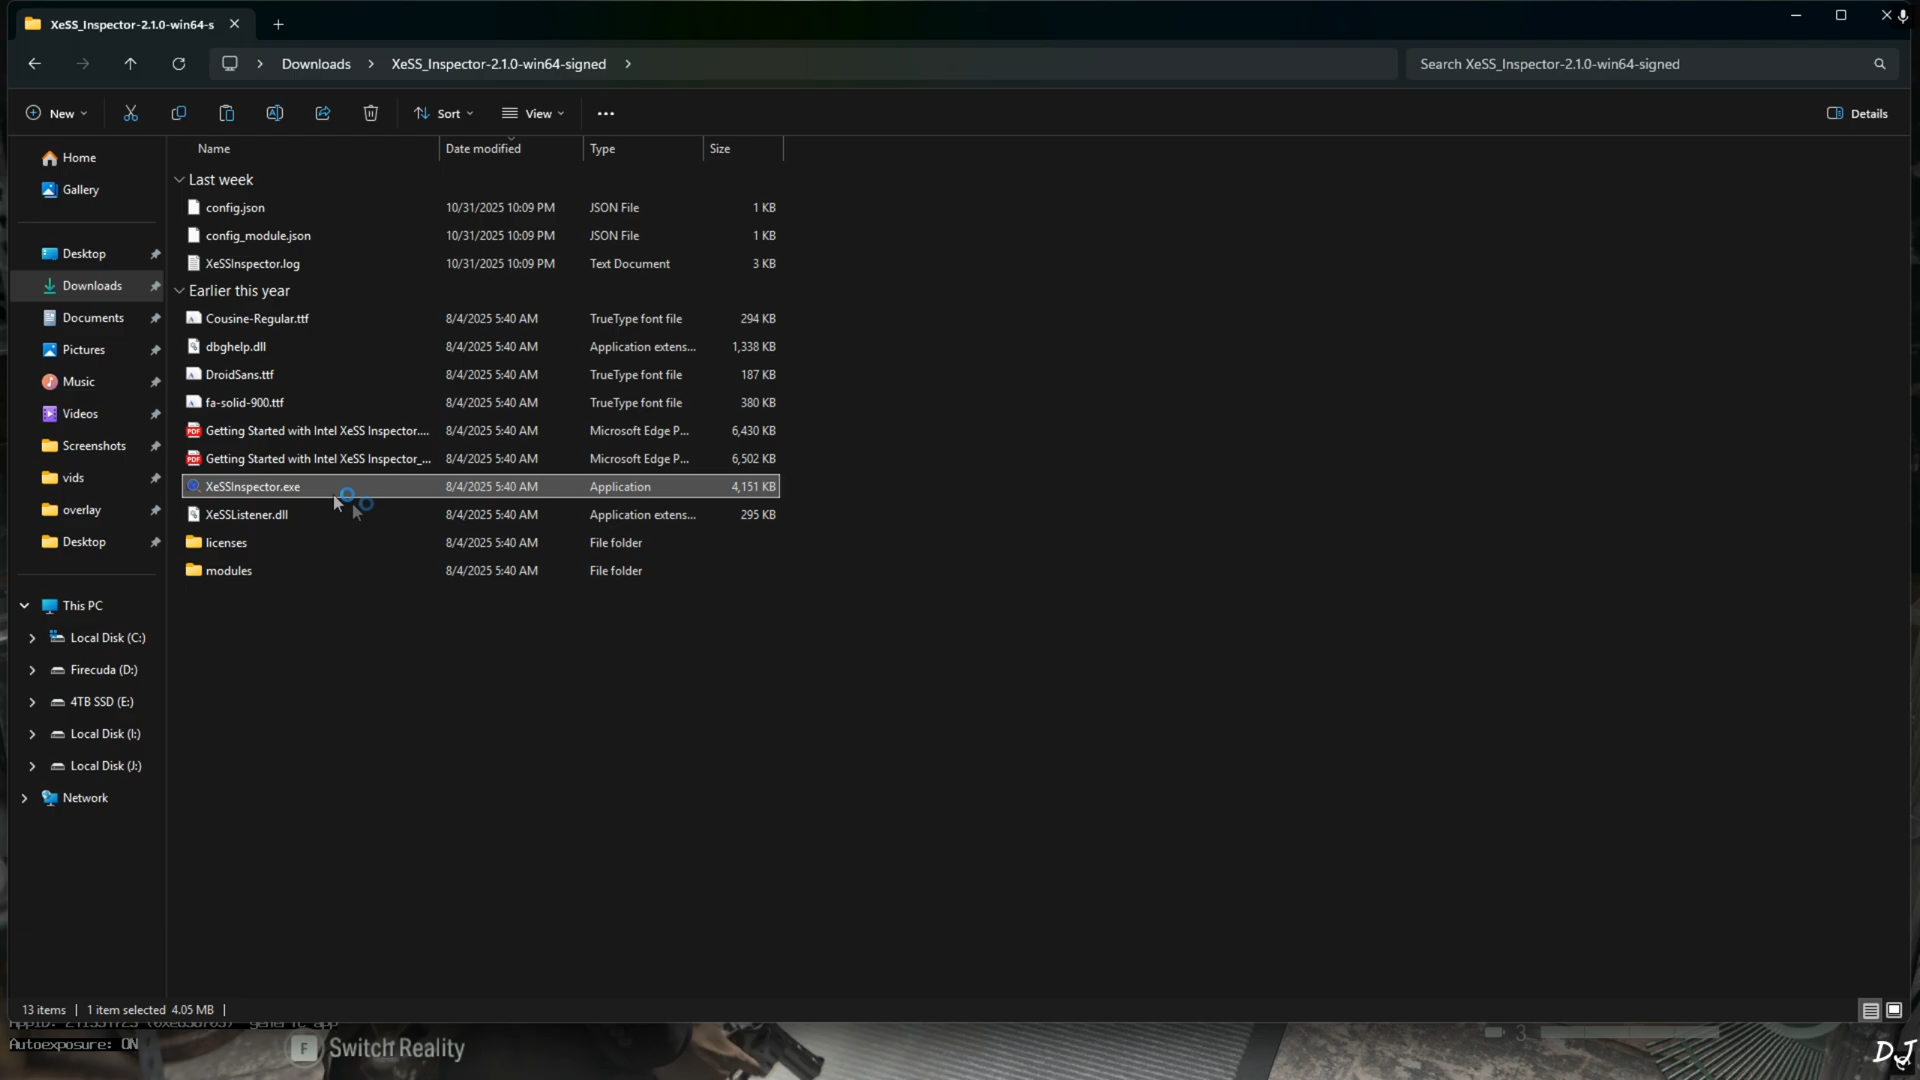 XeSS_Inspector-2.1.0-win64-s
Downloads
XeSS_Inspector-2.1.0-win64-signed
Search XeSS_Inspector-2.1.0-win64-signed
New
Sort
View
Details
Name
Date modified
Type
Size
Home
Gallery
Desktop
Downloads
Documents
Pictures
Music
Videos
Screenshots
vids
overlay
Desktop
This PC
Local Disk (C:)
Firecuda (D:)
4TB SSD (E:)
Local Disk (I:)
Local Disk (J:)
Network
Last week
config.json 10/31/2025 10:09 PM JSON File 1 KB
config_module.json 10/31/2025 10:09 PM JSON File 1 KB
XeSSInspector.log 10/31/2025 10:09 PM Text Document 3 KB
Earlier this year
Cousine-Regular.ttf 8/4/2025 5:40 AM TrueType font file 294 KB
dbghelp.dll 8/4/2025 5:40 AM Application extens... 1,338 KB
DroidSans.ttf 8/4/2025 5:40 AM TrueType font file 187 KB
fa-solid-900.ttf 8/4/2025 5:40 AM TrueType font file 380 KB
PDF Getting Started with Intel XeSS Inspector.... 8/4/2025 5:40 AM Microsoft Edge P... 6,430 KB
PDF Getting Started with Intel XeSS Inspector_... 8/4/2025 5:40 AM Microsoft Edge P... 6,502 KB
XeSSInspector.exe 8/4/2025 5:40 AM Application 4,151 KB
XeSSListener.dll 8/4/2025 5:40 AM Application extens... 295 KB
licenses 8/4/2025 5:40 AM File folder
modules 8/4/2025 5:40 AM File folder
13 items 1 item selected 4.05 MB
Autoexposure: ON
F Switch Reality
3
DJ